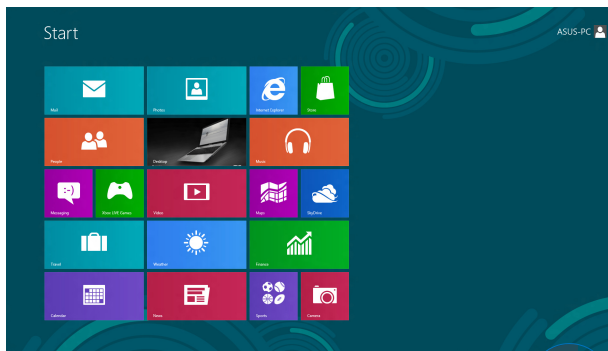 Start
ASUS-PC
Mail
Photos
Internet Explorer
Store
People
Desktop
Music
Messaging
Xbox LIVE Games
Video
Maps
SkyDrive
Travel
Weather
Finance
Calendar
News
Sports
Camera